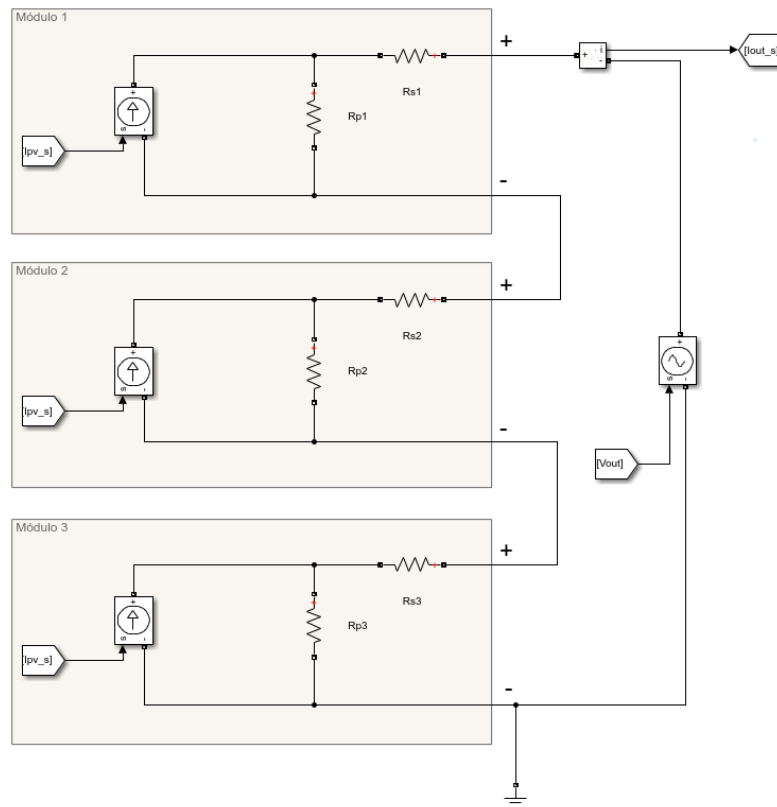 Módulo 1
+
[Iout_s]
+
i
-
Rs1
+
Rp1
s
-
[Ipv_s]
-
Módulo 2
+
Rs2
+
Rp2
s
-
[Ipv_s]
-
+
s
-
[Vout]
Módulo 3
+
Rs3
+
Rp3
s
-
[Ipv_s]
-